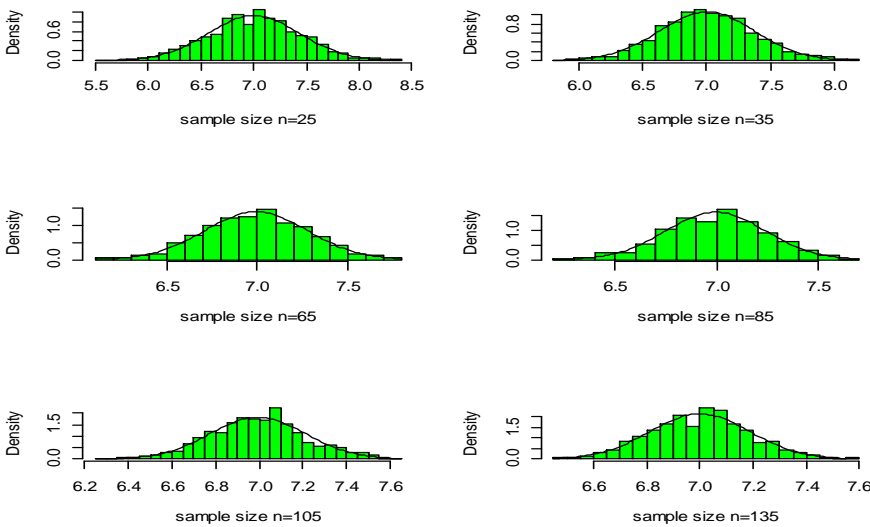 Density
0.0 0.6
5.5 6.0 6.5 7.0 7.5 8.0 8.5
sample size n=25
Density
0.0 0.8
6.0 6.5 7.0 7.5 8.0
sample size n=35
Density
0.0 1.0
6.5 7.0 7.5
sample size n=65
Density
0.0 1.0
6.5 7.0 7.5
sample size n=85
Density
0.0 1.5
6.2 6.4 6.6 6.8 7.0 7.2 7.4 7.6
sample size n=105
Density
0.0 1.5
6.6 6.8 7.0 7.2 7.4 7.6
sample size n=135